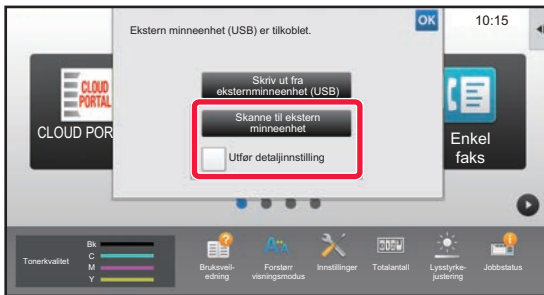 Ekstern minneenhet (USB) er tilkoblet.
OK
10:15
Skriv ut fra
eksternminneenhet (USB)
Skanne til ekstern
minneenhet
Utfør detaljinnstilling
CLOUD
PORTAL
CLOUD POR
Enkel
faks
Tonerkvalitet
Bk
C
M
Y
Bruksveil-
edning
Forstørr
visningsmodus
Innstillinger
Totalantall
Lysstyrke-
justering
Jobbstatus